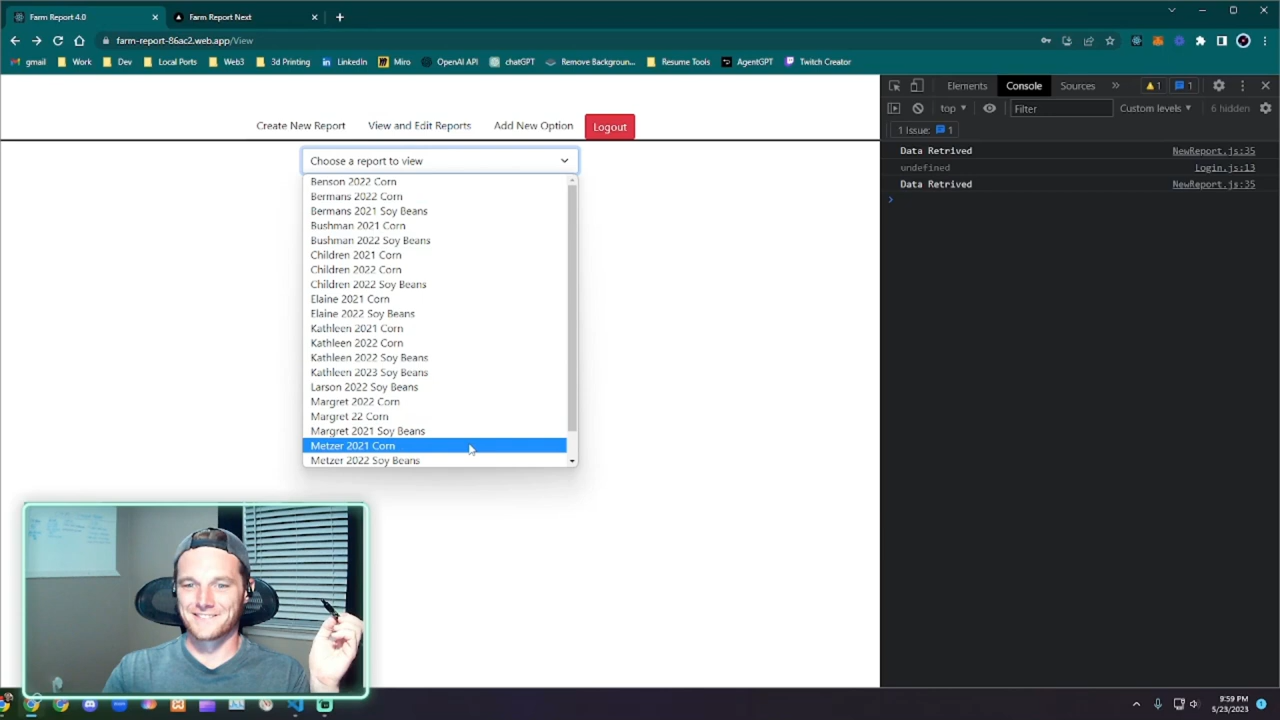 Farm Report 4.0
Farm Report Next
farm-report-86ac2.web.app/View
gmail
Work
Dev
Local Ports
Web3
3d Printing
LinkedIn
Miro
OpenAI API
chatGPT
Remove Backgroun...
Resume Tools
AgentGPT
Twitch Creator
Create New Report
View and Edit Reports
Add New Option
Logout
Choose a report to view
Benson 2022 Corn
Bermans 2022 Corn
Bermans 2021 Soy Beans
Bushman 2021 Corn
Bushman 2022 Soy Beans
Children 2021 Corn
Children 2022 Corn
Children 2022 Soy Beans
Elaine 2021 Corn
Elaine 2022 Soy Beans
Kathleen 2021 Corn
Kathleen 2022 Corn
Kathleen 2022 Soy Beans
Kathleen 2023 Soy Beans
Larson 2022 Soy Beans
Margret 2022 Corn
Margret 22 Corn
Margret 2021 Soy Beans
Metzer 2021 Corn
Metzer 2022 Soy Beans
Elements
Console
Sources
1
1
top
Filter
Custom levels
6 hidden
1 Issue:
1
Data Retrived
NewReport.js:35
undefined
Login.js:13
Data Retrived
NewReport.js:35
9:59 PM
5/23/2023